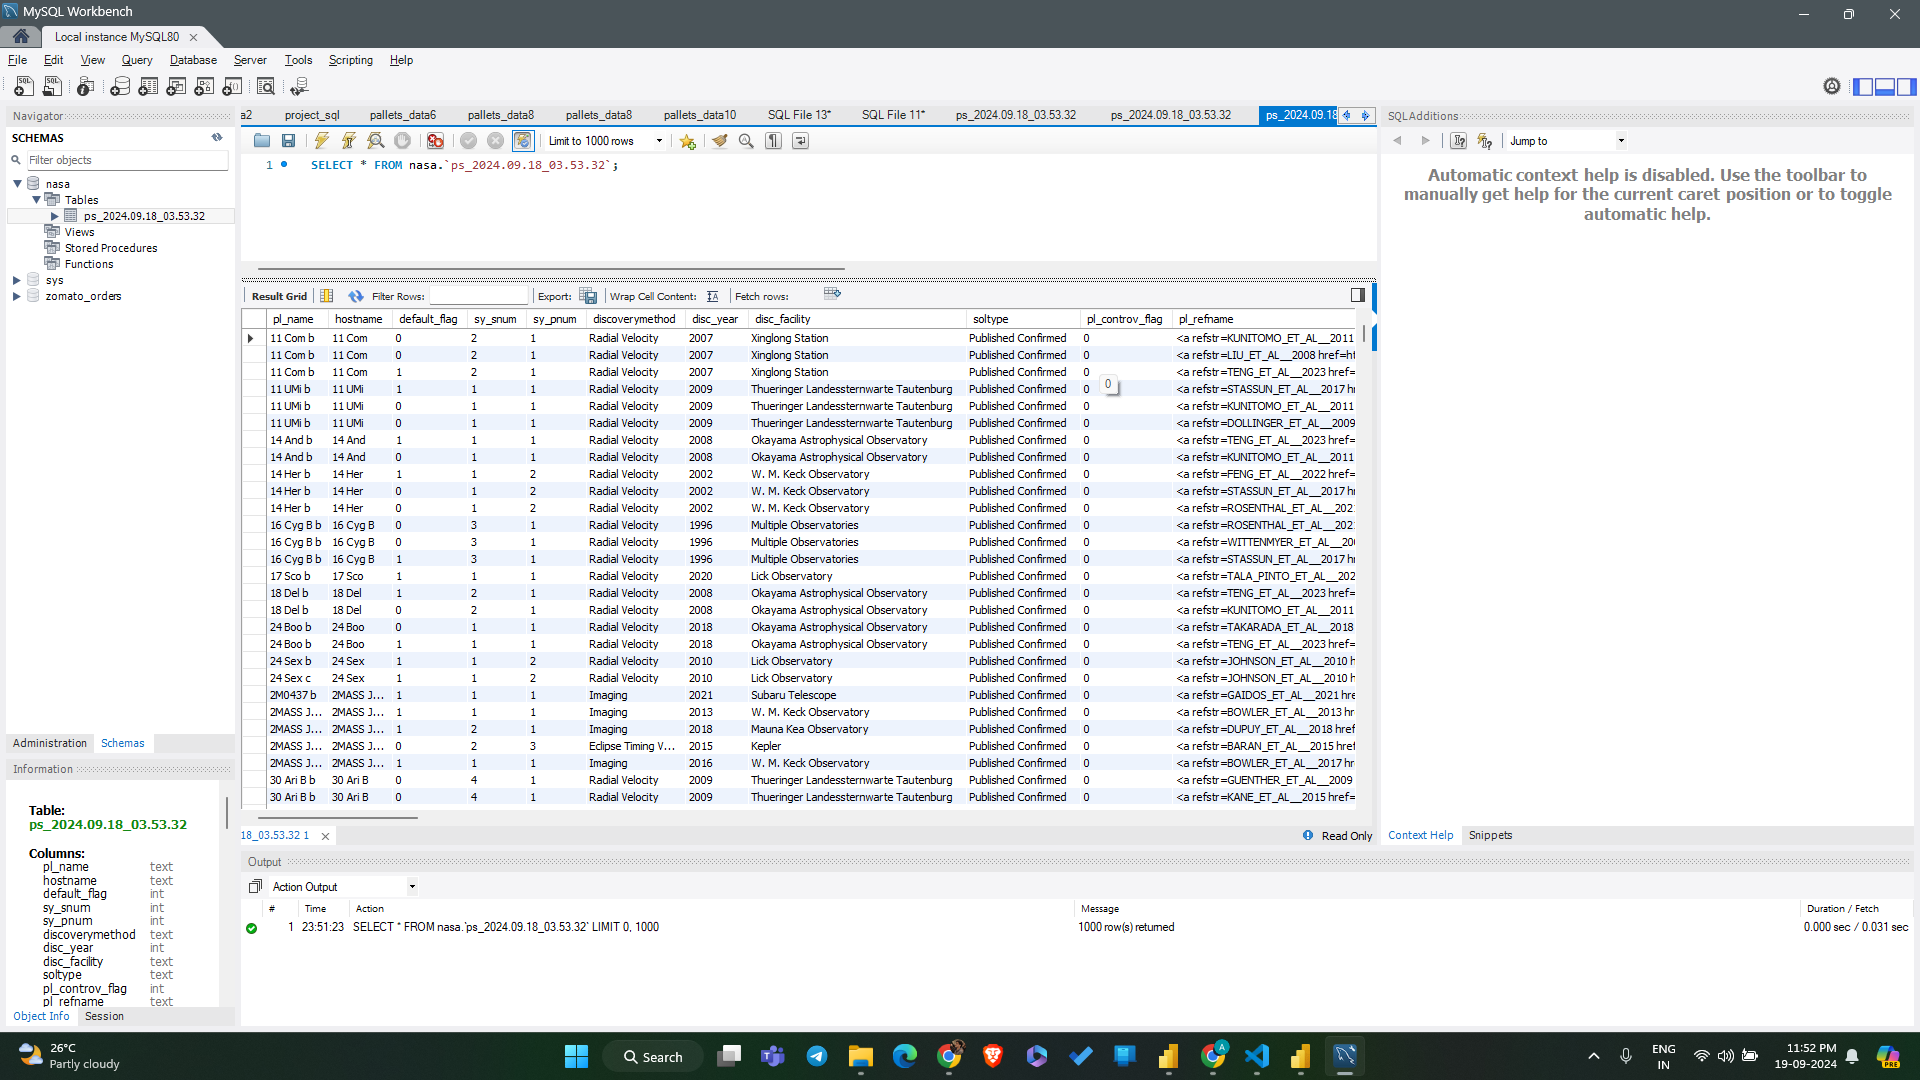 MySQL Workbench
Local instance MySQL80
File Edit View Query Database Server Tools Scripting Help
Navigator
SCHEMAS
Filter objects
nasa
Tables
ps_2024.09.18_03.53.32
Views
Stored Procedures
Functions
sys
zomato_orders
Administration Schemas
Information
Table:
ps_2024.09.18_03.53.32
Columns:
pl_name text
hostname text
default_flag int
sy_snum int
sy_pnum int
discoverymethod text
disc_year int
disc_facility text
soltype text
pl_controv_flag int
pl_refname text
Object Info Session
a2 project_sql pallets_data6 pallets_data8 pallets_data8 pallets_data10 SQL File 13* SQL File 11* ps_2024.09.18_03.53.32 ps_2024.09.18_03.53.32 ps_2024.09.18
Limit to 1000 rows
1 SELECT * FROM nasa.`ps_2024.09.18_03.53.32`;
Result Grid Filter Rows: Export: Wrap Cell Content: Fetch rows:
pl_name hostname default_flag sy_snum sy_pnum discoverymethod disc_year disc_facility soltype pl_controv_flag pl_refname
11 Com b 11 Com 0 2 1 Radial Velocity 2007 Xinglong Station Published Confirmed 0 <a refstr=KUNITOMO_ET_AL__2011
11 Com b 11 Com 0 2 1 Radial Velocity 2007 Xinglong Station Published Confirmed 0 <a refstr=LIU_ET_AL__2008 href=ht
11 Com b 11 Com 1 2 1 Radial Velocity 2007 Xinglong Station Published Confirmed 0 <a refstr=TENG_ET_AL__2023 href=
11 UMi b 11 UMi 1 1 1 Radial Velocity 2009 Thueringer Landessternwarte Tautenburg Published Confirmed 0 0 <a refstr=STASSUN_ET_AL__2017 h
11 UMi b 11 UMi 0 1 1 Radial Velocity 2009 Thueringer Landessternwarte Tautenburg Published Confirmed 0 <a refstr=KUNITOMO_ET_AL__2011
11 UMi b 11 UMi 0 1 1 Radial Velocity 2009 Thueringer Landessternwarte Tautenburg Published Confirmed 0 <a refstr=DOLLINGER_ET_AL__2009
14 And b 14 And 1 1 1 Radial Velocity 2008 Okayama Astrophysical Observatory Published Confirmed 0 <a refstr=TENG_ET_AL__2023 href=
14 And b 14 And 0 1 1 Radial Velocity 2008 Okayama Astrophysical Observatory Published Confirmed 0 <a refstr=KUNITOMO_ET_AL__2011
14 Her b 14 Her 1 1 2 Radial Velocity 2002 W. M. Keck Observatory Published Confirmed 0 <a refstr=FENG_ET_AL__2022 href=
14 Her b 14 Her 0 1 2 Radial Velocity 2002 W. M. Keck Observatory Published Confirmed 0 <a refstr=STASSUN_ET_AL__2017 h
14 Her b 14 Her 0 1 2 Radial Velocity 2002 W. M. Keck Observatory Published Confirmed 0 <a refstr=ROSENTHAL_ET_AL__2021
16 Cyg B b 16 Cyg B 0 3 1 Radial Velocity 1996 Multiple Observatories Published Confirmed 0 <a refstr=ROSENTHAL_ET_AL__2021
16 Cyg B b 16 Cyg B 0 3 1 Radial Velocity 1996 Multiple Observatories Published Confirmed 0 <a refstr=WITTENMYER_ET_AL__20
16 Cyg B b 16 Cyg B 1 3 1 Radial Velocity 1996 Multiple Observatories Published Confirmed 0 <a refstr=STASSUN_ET_AL__2017 h
17 Sco b 17 Sco 1 1 1 Radial Velocity 2020 Lick Observatory Published Confirmed 0 <a refstr=TALA_PINTO_ET_AL__202
18 Del b 18 Del 1 2 1 Radial Velocity 2008 Okayama Astrophysical Observatory Published Confirmed 0 <a refstr=TENG_ET_AL__2023 href=
18 Del b 18 Del 0 2 1 Radial Velocity 2008 Okayama Astrophysical Observatory Published Confirmed 0 <a refstr=KUNITOMO_ET_AL__2011
24 Boo b 24 Boo 0 1 1 Radial Velocity 2018 Okayama Astrophysical Observatory Published Confirmed 0 <a refstr=TAKARADA_ET_AL__2018
24 Boo b 24 Boo 1 1 1 Radial Velocity 2018 Okayama Astrophysical Observatory Published Confirmed 0 <a refstr=TENG_ET_AL__2023 href=
24 Sex b 24 Sex 1 1 2 Radial Velocity 2010 Lick Observatory Published Confirmed 0 <a refstr=JOHNSON_ET_AL__2010 h
24 Sex c 24 Sex 1 1 2 Radial Velocity 2010 Lick Observatory Published Confirmed 0 <a refstr=JOHNSON_ET_AL__2010 h
2M0437 b 2MASS J... 1 1 1 Imaging 2021 Subaru Telescope Published Confirmed 0 <a refstr=GAIDOS_ET_AL__2021 hre
2MASS J... 2MASS J... 1 1 1 Imaging 2013 W. M. Keck Observatory Published Confirmed 0 <a refstr=BOWLER_ET_AL__2013 hr
2MASS J... 2MASS J... 1 2 1 Imaging 2018 Mauna Kea Observatory Published Confirmed 0 <a refstr=DUPUY_ET_AL__2018 href
2MASS J... 2MASS J... 0 2 3 Eclipse Timing V... 2015 Kepler Published Confirmed 0 <a refstr=BARAN_ET_AL__2015 href
2MASS J... 2MASS J... 1 1 1 Imaging 2016 W. M. Keck Observatory Published Confirmed 0 <a refstr=BOWLER_ET_AL__2017 hr
30 Ari B b 30 Ari B 0 4 1 Radial Velocity 2009 Thueringer Landessternwarte Tautenburg Published Confirmed 0 <a refstr=GUENTHER_ET_AL__2009
30 Ari B b 30 Ari B 0 4 1 Radial Velocity 2009 Thueringer Landessternwarte Tautenburg Published Confirmed 0 <a refstr=KANE_ET_AL__2015 href=
18_03.53.32 1 Read Only
Output
Action Output
# Time Action Message Duration / Fetch
1 23:51:23 SELECT * FROM nasa.`ps_2024.09.18_03.53.32` LIMIT 0, 1000 1000 row(s) returned 0.000 sec / 0.031 sec
SQLAdditions
Jump to
Automatic context help is disabled. Use the toolbar to
manually get help for the current caret position or to toggle
automatic help.
Context Help Snippets
26°C
Partly cloudy
Search
ENG
IN
11:52 PM
19-09-2024
PRE